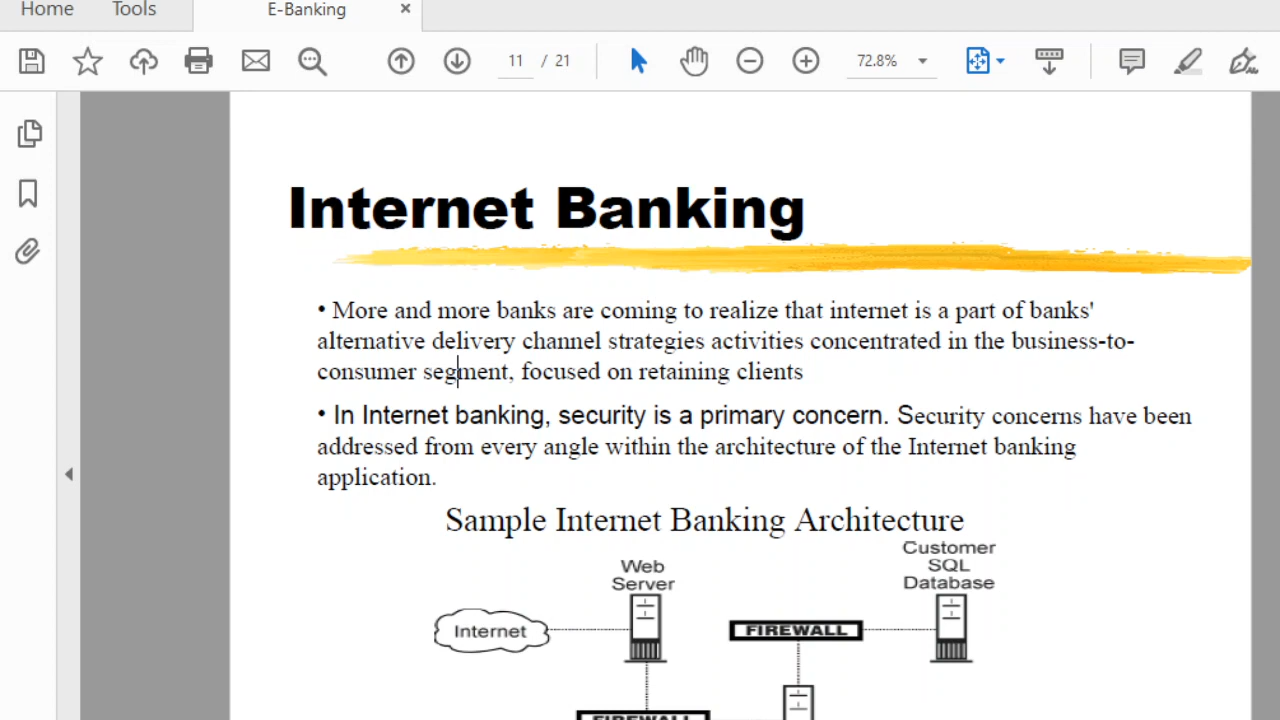 Home Tools E-Banking
11 / 21 72.8%
Internet Banking
• More and more banks are coming to realize that internet is a part of banks'
alternative delivery channel strategies activities concentrated in the business-to-
consumer segment, focused on retaining clients
• In Internet banking, security is a primary concern. Security concerns have been
addressed from every angle within the architecture of the Internet banking
application.
Sample Internet Banking Architecture
Customer
SQL
Database
Web
Server
Internet
FIREWALL
FIREWALL